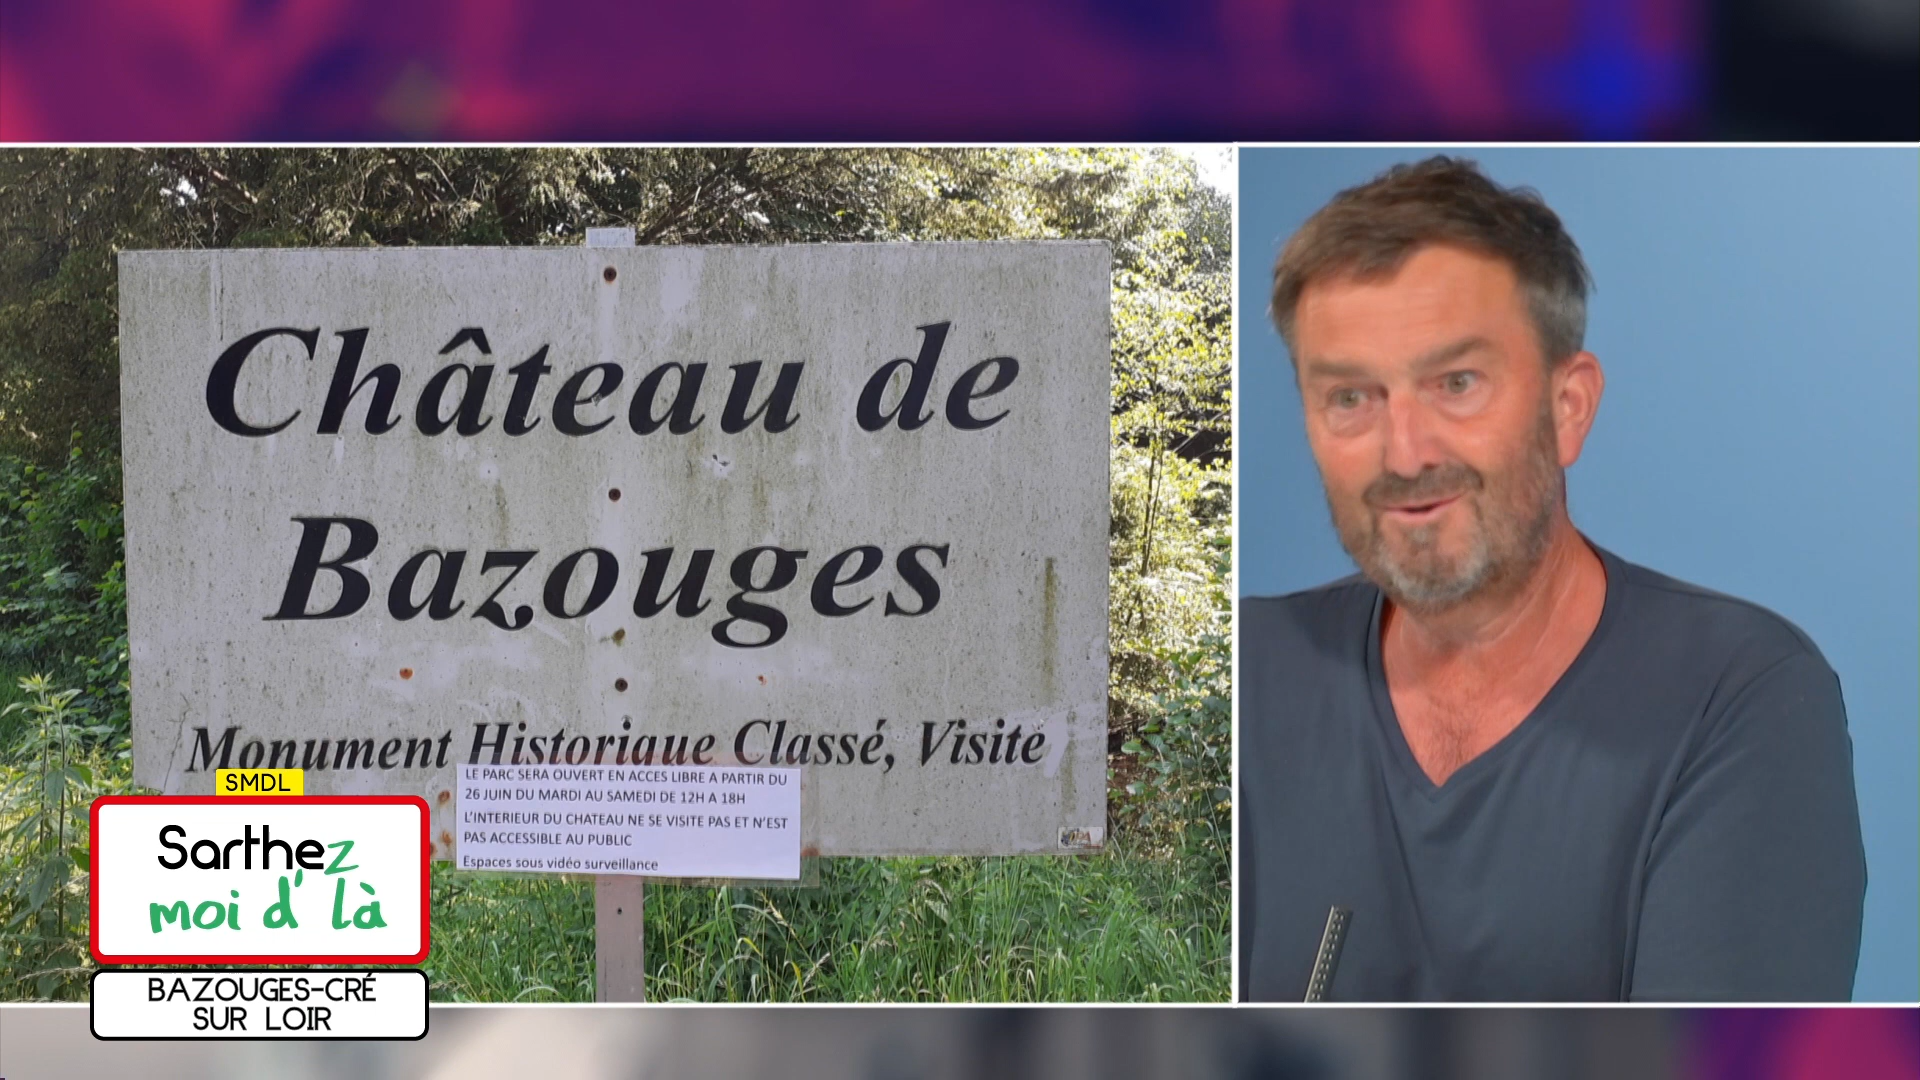 Château de
Bazouges
Monument Historique Classé, Visite
LE PARC SERA OUVERT EN ACCES LIBRE A PARTIR DU
26 JUIN DU MARDI AU SAMEDI DE 12H A 18H
L'INTERIEUR DU CHATEAU NE SE VISITE PAS ET N'EST
PAS ACCESSIBLE AU PUBLIC
Espaces sous vidéo surveillance
SMDL
Sarthez
moi d' là
BAZOUGES-CRÉ
SUR LOIR